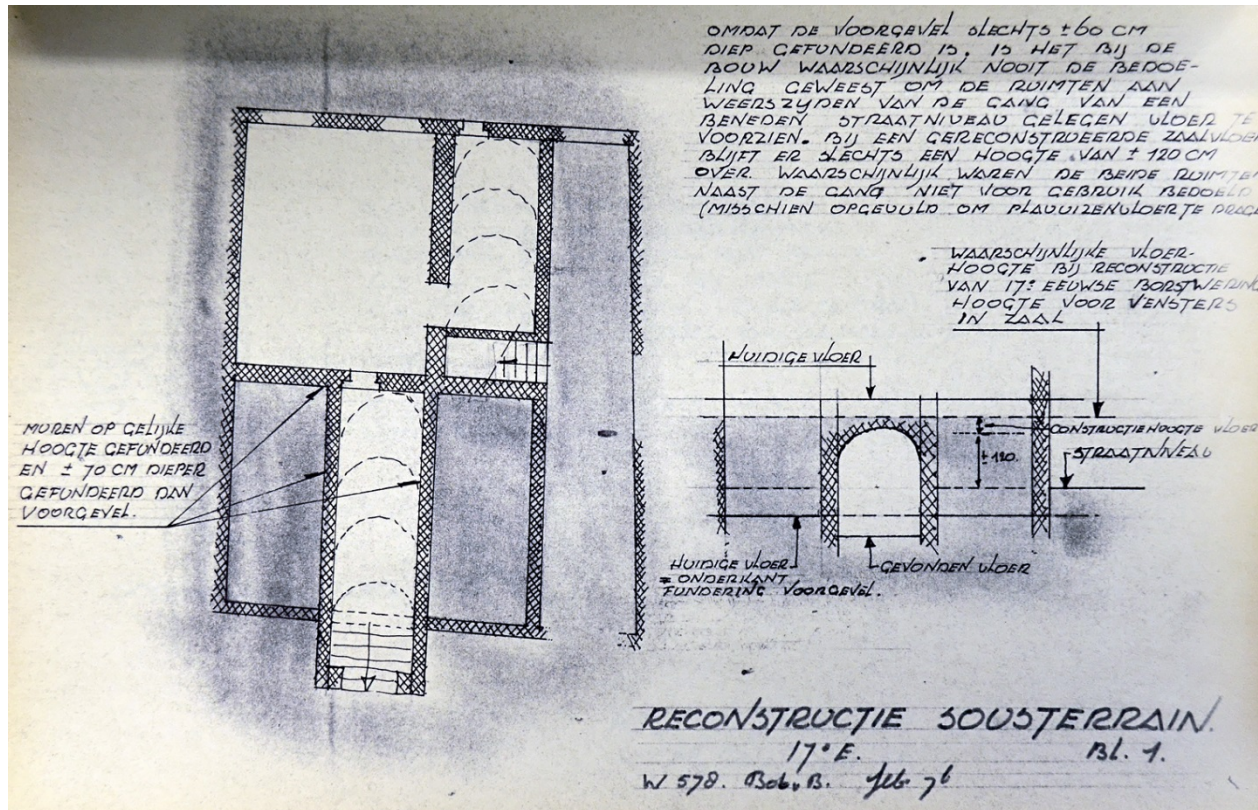 OMDAT DE VOORGEVEL SLECHTS ±60 CM
DIEP GEFUNDEERD IS, IS HET BIJ DE
BOUW WAARSCHIJNLIJK NOOIT DE BEDOE-
LING GEWEEST OM DE RUIMTEN AAN
WEERSZYDEN VAN DE GANG VAN EEN
BENEDEN STRAATNIVEAU GELEGEN VLOER TE
VOORZIEN. BIJ EEN GERECONSTRUEERDE ZAALVLOER
BLIJFT ER SLECHTS EEN HOOGTE VAN ± 120 CM
OVER WAARSCHIJNLIJK WAREN DE BEIDE RUIMTEN
NAAST DE GANG NIET VOOR GEBRUIK BEDOELD
(MISSCHIEN OPGEVULD OM PLAVUIZENVLOER TE DRAGE
WAARSCHIJNLIJKE VLOER-
HOOGTE BIJ RECONSTRUCTIE
VAN 17E EEUWSE BORSTWERING
HOOGTE VOOR VENSTERS
IN ZAAL
HUIDIGE VLOER
CONSTRUCTIEHOOGTE VLOER
± 120.
STRAATNIVEAU
MUREN OP GELIJKE
HOOGTE GEFUNDEERD
EN ± 70 CM DIEPER
GEFUNDEERD DAN
VOORGEVEL.
HUIDIGE VLOER
= ONDERKANT
FUNDERING VOORGEVEL.
GEVONDEN VLOER
RECONSTRUCTIE SOUSTERRAIN.
17e E. Bl. 1.
W 578. Bob v B. feb. 76